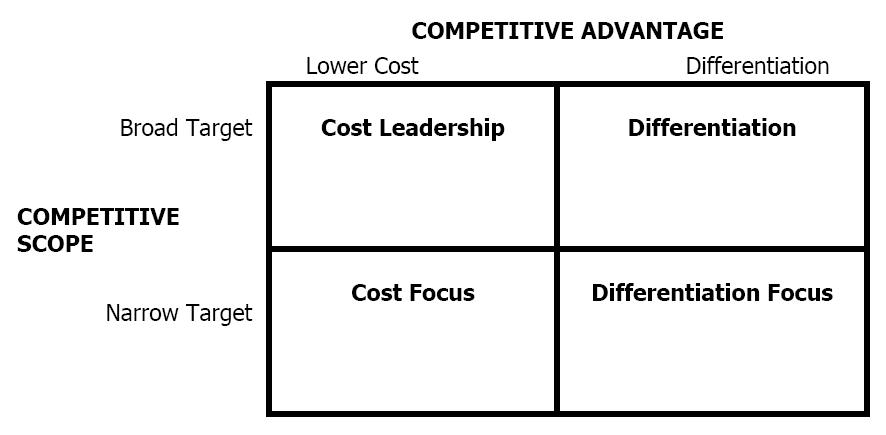 COMPETITIVE ADVANTAGE
Lower Cost
Differentiation
Broad Target
Cost Leadership
Differentiation
COMPETITIVE
SCOPE
Narrow Target
Cost Focus
Differentiation Focus